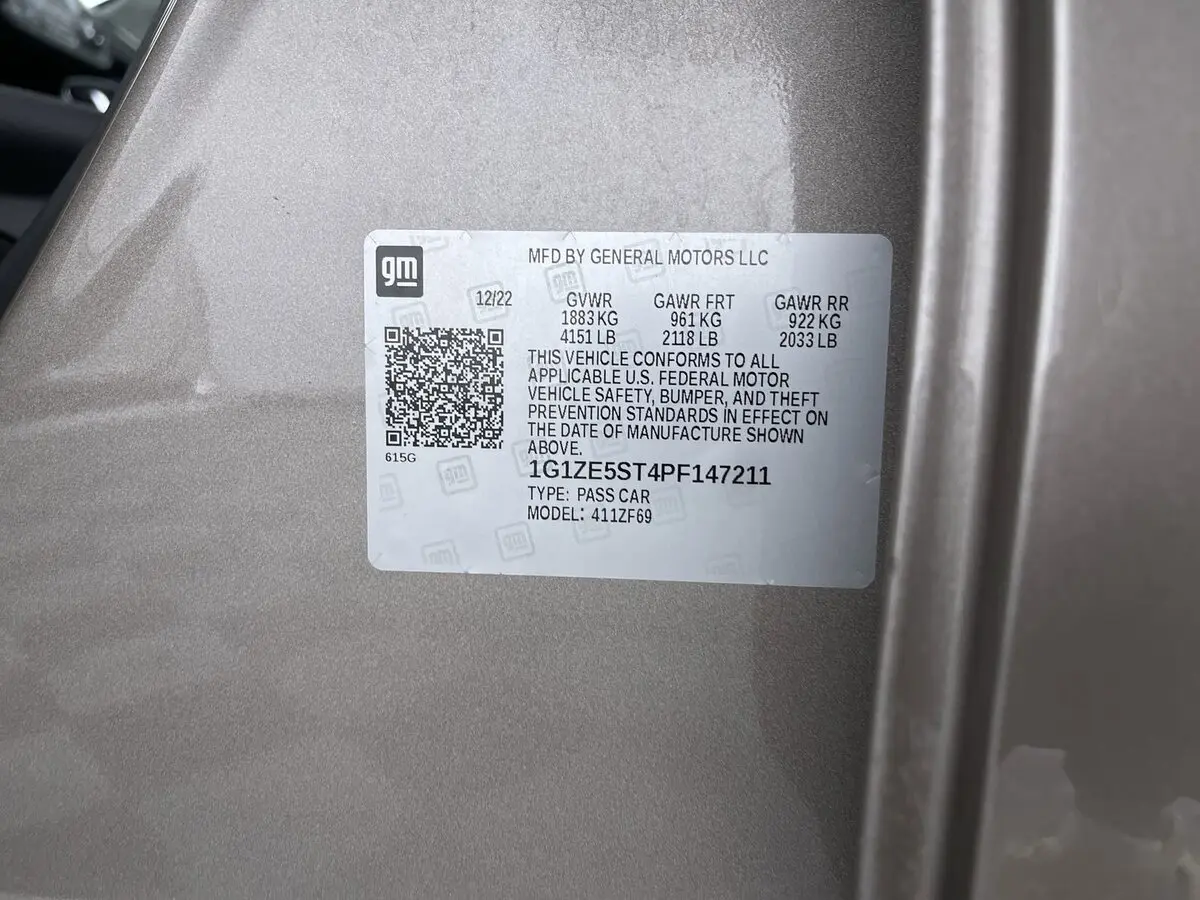 gm
MFD BY GENERAL MOTORS LLC
12/22 GVWR GAWR FRT GAWR RR
1883 KG 961 KG 922 KG
4151 LB 2118 LB 2033 LB
THIS VEHICLE CONFORMS TO ALL
APPLICABLE U.S. FEDERAL MOTOR
VEHICLE SAFETY, BUMPER, AND THEFT
PREVENTION STANDARDS IN EFFECT ON
THE DATE OF MANUFACTURE SHOWN
ABOVE.
615G
1G1ZE5ST4PF147211
TYPE: PASS CAR
MODEL: 411ZF69